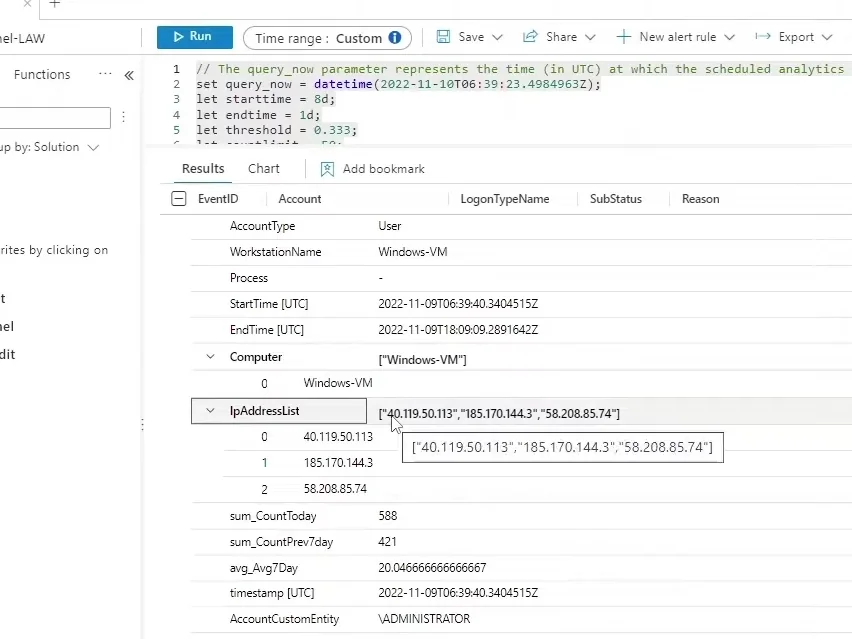 nel-LAW
Run
Time range : Custom
Save
Share
New alert rule
Export
Functions
up by: Solution
rites by clicking on
t
nel
dit
1 // The query_now parameter represents the time (in UTC) at which the scheduled analytics
2 set query_now = datetime(2022-11-10T06:39:23.4984963Z);
3 let starttime = 8d;
4 let endtime = 1d;
5 let threshold = 0.333;
Results Chart Add bookmark
EventID Account LogonTypeName SubStatus Reason
AccountType User
WorkstationName Windows-VM
Process -
StartTime [UTC] 2022-11-09T06:39:40.3404515Z
EndTime [UTC] 2022-11-09T18:09:09.2891642Z
Computer ["Windows-VM"]
0 Windows-VM
IpAddressList ["40.119.50.113","185.170.144.3","58.208.85.74"]
0 40.119.50.113
["40.119.50.113","185.170.144.3","58.208.85.74"]
1 185.170.144.3
2 58.208.85.74
sum_CountToday 588
sum_CountPrev7day 421
avg_Avg7Day 20.046666666666667
timestamp [UTC] 2022-11-09T06:39:40.3404515Z
AccountCustomEntity \ADMINISTRATOR